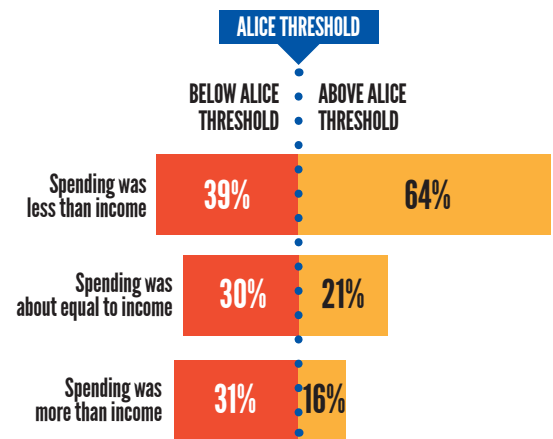 ALICE THRESHOLD
BELOW ALICE
THRESHOLD
ABOVE ALICE
THRESHOLD
Spending was
less than income
39%
64%
Spending was
about equal to income
30%
21%
Spending was
more than income
31%
16%